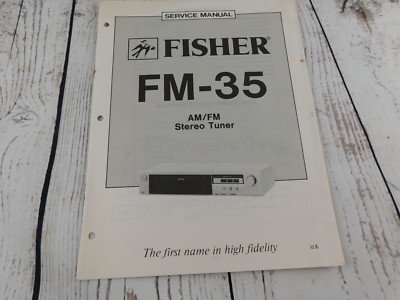 SERVICE MANUAL
FISHER®
FM-35
AM/FM
Stereo Tuner
The first name in high fidelity